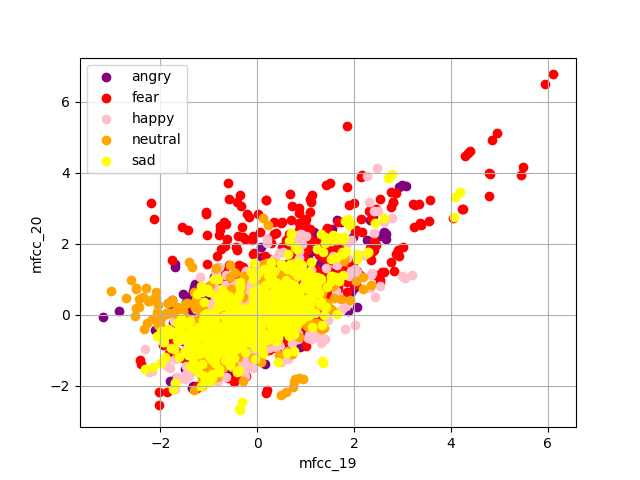 angry
fear
happy
neutral
sad
6
4
2
0
−2
mfcc_20
−2
0
2
4
6
mfcc_19